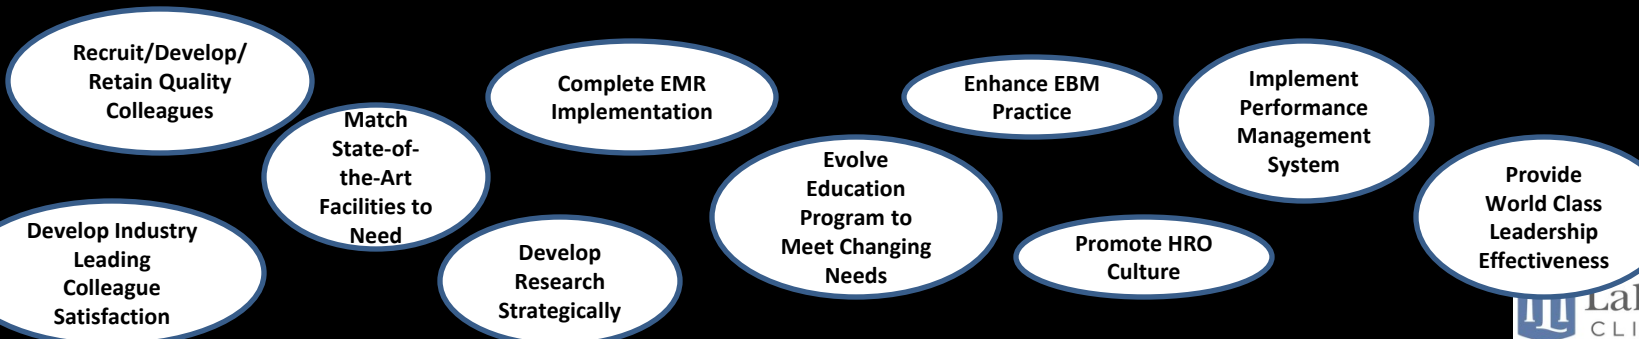 Recruit/Develop/
Retain Quality
Colleagues
Match
State-of-
the-Art
Facilities to
Need
Develop Industry
Leading
Colleague
Satisfaction
Complete EMR
Implementation
Develop
Research
Strategically
Evolve
Education
Program to
Meet Changing
Needs
Enhance EBM
Practice
Promote HRO
Culture
Implement
Performance
Management
System
Provide
World Class
Leadership
Effectiveness